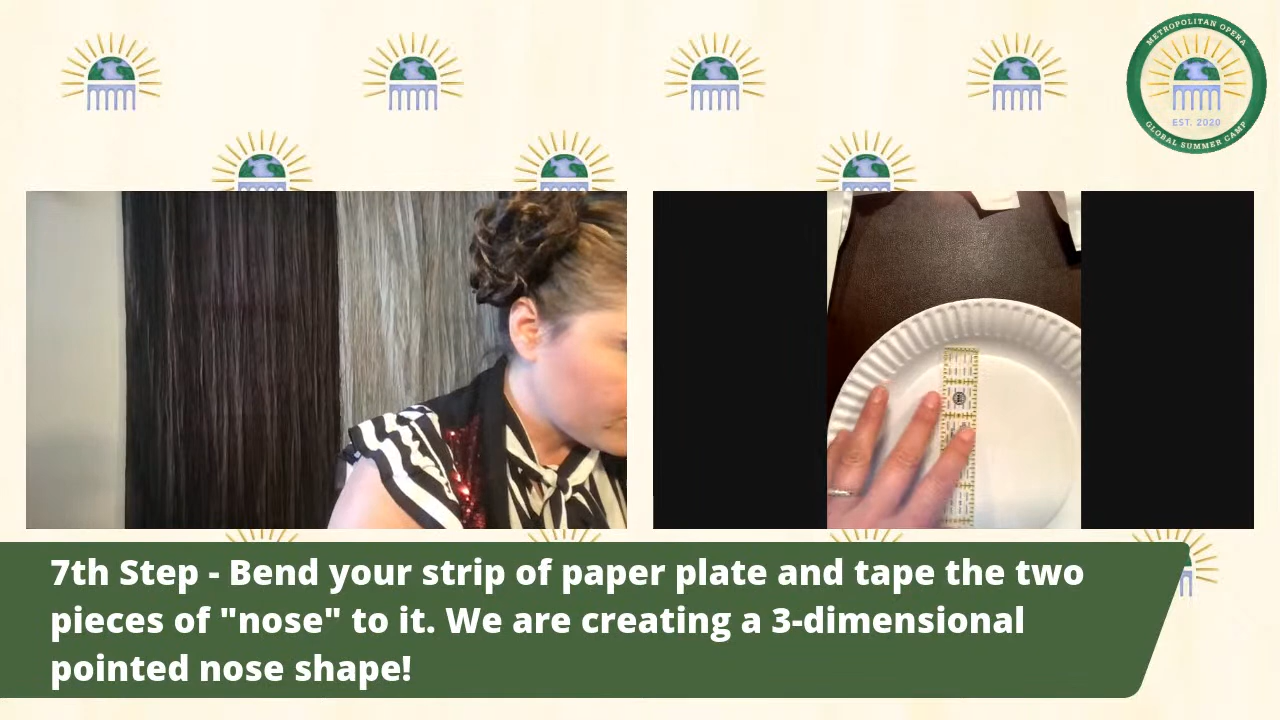 METROPOLITAN OPERA
EST. 2020
GLOBAL SUMMER CAMP
7th Step - Bend your strip of paper plate and tape the two
pieces of "nose" to it. We are creating a 3-dimensional
pointed nose shape!